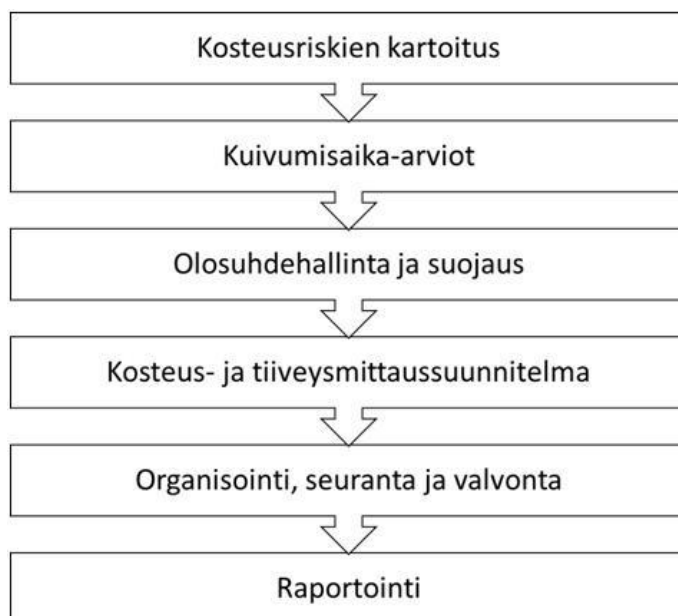 Kosteusriskien kartoitus
Kuivumisaika-arviot
Olosuhdehallinta ja suojaus
Kosteus- ja tiiveysmittaussuunnitelma
Organisointi, seuranta ja valvonta
Raportointi